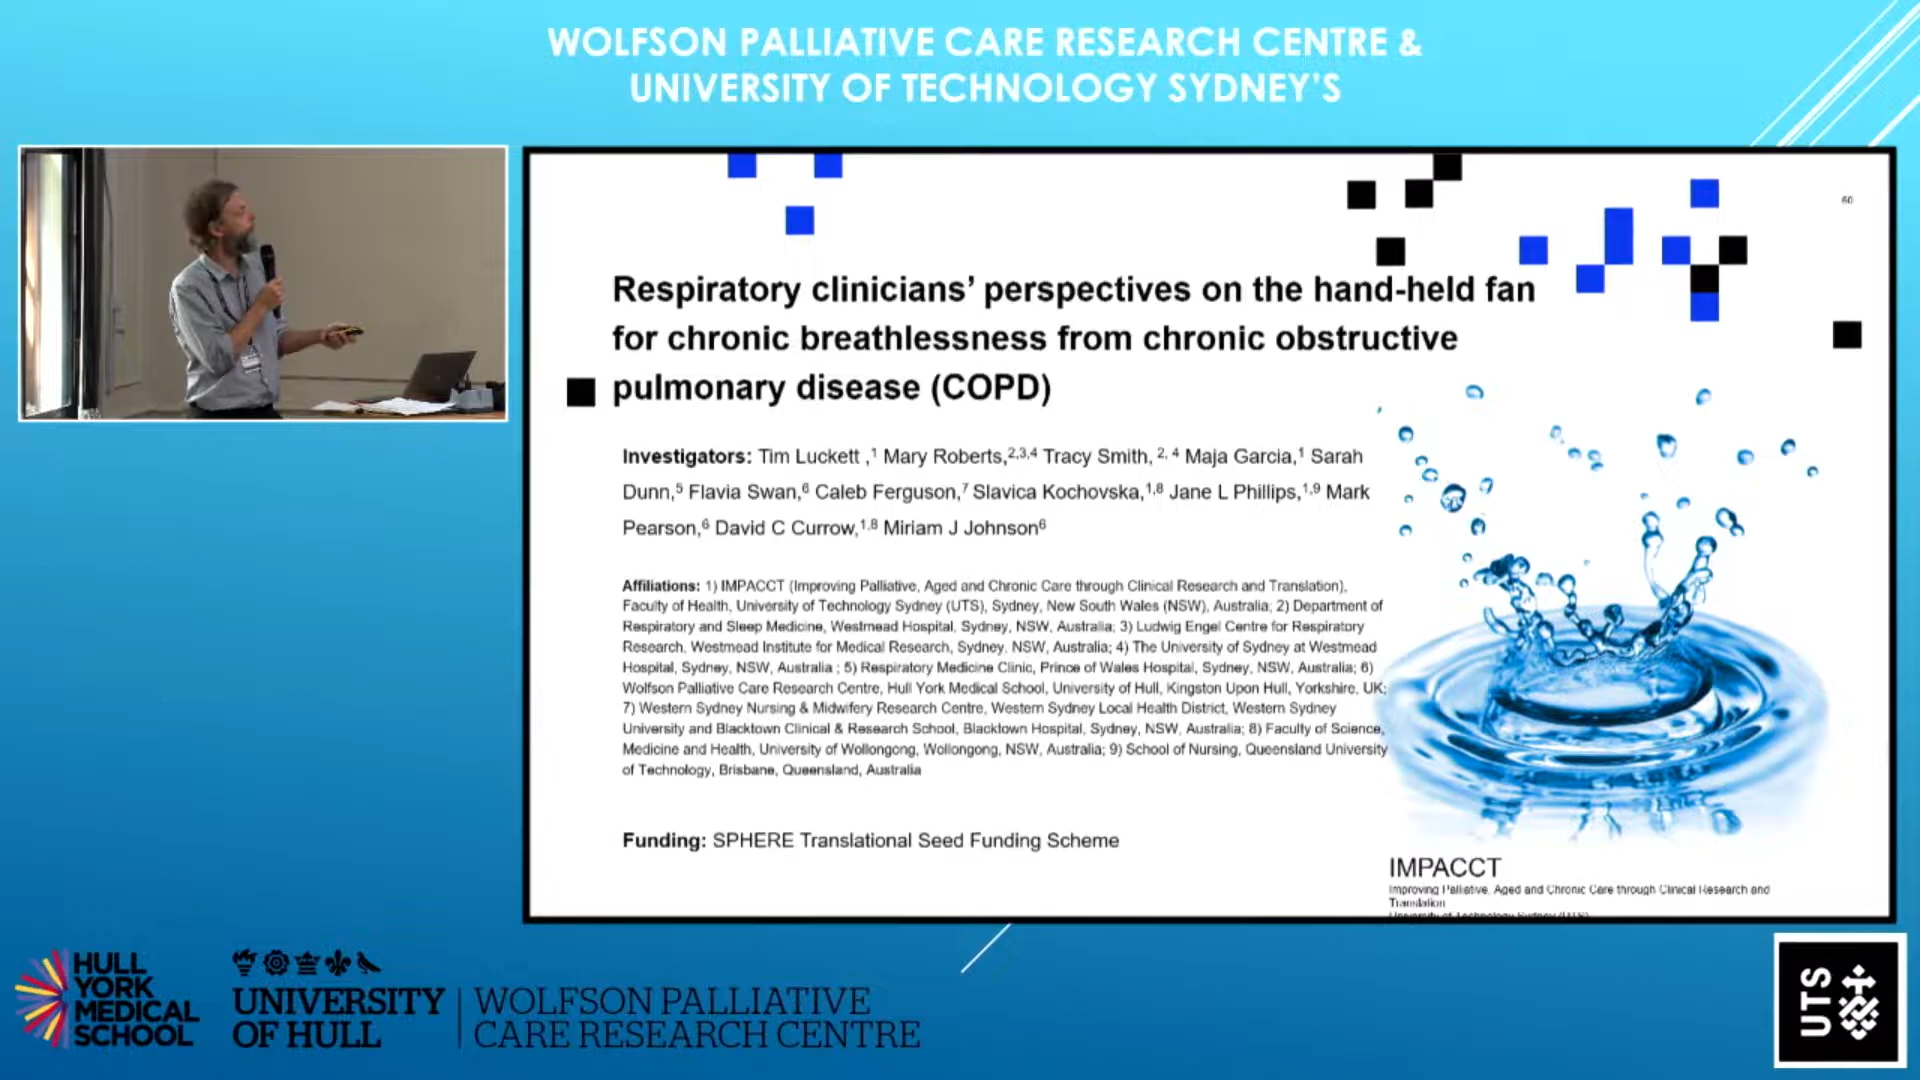 WOLFSON PALLIATIVE CARE RESEARCH CENTRE &
UNIVERSITY OF TECHNOLOGY SYDNEY'S
60
Respiratory clinicians' perspectives on the hand-held fan
for chronic breathlessness from chronic obstructive
pulmonary disease (COPD)
Investigators: Tim Luckett ,¹ Mary Roberts,²,³,⁴ Tracy Smith, ², ⁴ Maja Garcia,¹ Sarah
Dunn,⁵ Flavia Swan,⁶ Caleb Ferguson,⁷ Slavica Kochovska,¹,⁸ Jane L Phillips,¹,⁹ Mark
Pearson,⁶ David C Currow,¹,⁸ Miriam J Johnson⁶
Affiliations: 1) IMPACCT (Improving Palliative, Aged and Chronic Care through Clinical Research and Translation),
Faculty of Health, University of Technology Sydney (UTS), Sydney, New South Wales (NSW), Australia; 2) Department of
Respiratory and Sleep Medicine, Westmead Hospital, Sydney, NSW, Australia; 3) Ludwig Engel Centre for Respiratory
Research, Westmead Institute for Medical Research, Sydney, NSW, Australia; 4) The University of Sydney at Westmead
Hospital, Sydney, NSW, Australia ; 5) Respiratory Medicine Clinic, Prince of Wales Hospital, Sydney, NSW, Australia; 6)
Wolfson Palliative Care Research Centre, Hull York Medical School, University of Hull, Kingston Upon Hull, Yorkshire, UK;
7) Western Sydney Nursing & Midwifery Research Centre, Western Sydney Local Health District, Western Sydney
University and Blacktown Clinical & Research School, Blacktown Hospital, Sydney, NSW, Australia; 8) Faculty of Science,
Medicine and Health, University of Wollongong, Wollongong, NSW, Australia; 9) School of Nursing, Queensland University
of Technology, Brisbane, Queensland, Australia
Funding: SPHERE Translational Seed Funding Scheme
IMPACCT
Improving Palliative, Aged and Chronic Care through Clinical Research and
Translation
University of Technology Sydney (UTS)
HULL
YORK
MEDICAL
SCHOOL
UNIVERSITY
OF HULL
WOLFSON PALLIATIVE
CARE RESEARCH CENTRE
UTS